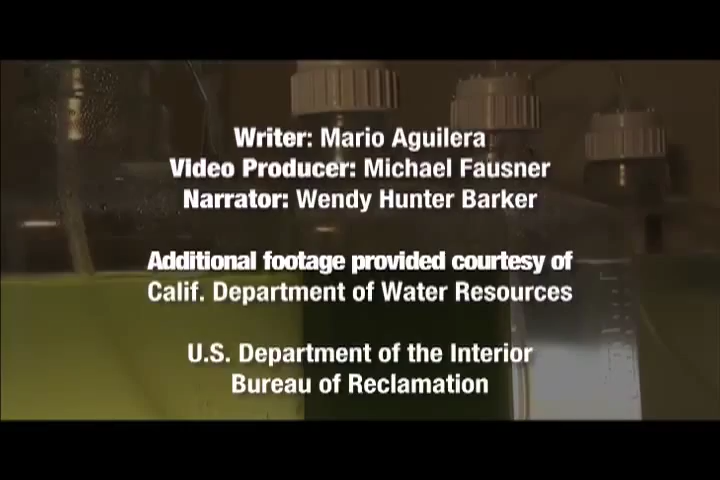 Writer: Mario Aguilera
Video Producer: Michael Fausner
Narrator: Wendy Hunter Barker
Additional footage provided courtesy of
Calif. Department of Water Resources
U.S. Department of the Interior
Bureau of Reclamation